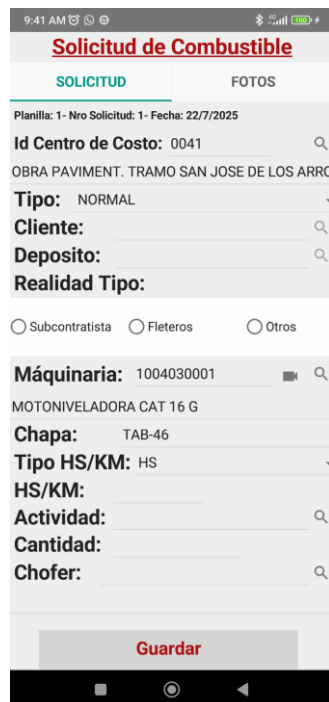 9:41 AM
4G
100
Solicitud de Combustible
SOLICITUD FOTOS
Planilla: 1- Nro Solicitud: 1- Fecha: 22/7/2025
Id Centro de Costo: 0041
OBRA PAVIMENT. TRAMO SAN JOSE DE LOS ARRO
Tipo: NORMAL
Cliente:
Deposito:
Realidad Tipo:
Subcontratista Fleteros Otros
Máquinaria: 1004030001
MOTONIVELADORA CAT 16 G
Chapa: TAB-46
Tipo HS/KM: HS
HS/KM:
Actividad:
Cantidad:
Chofer:
Guardar